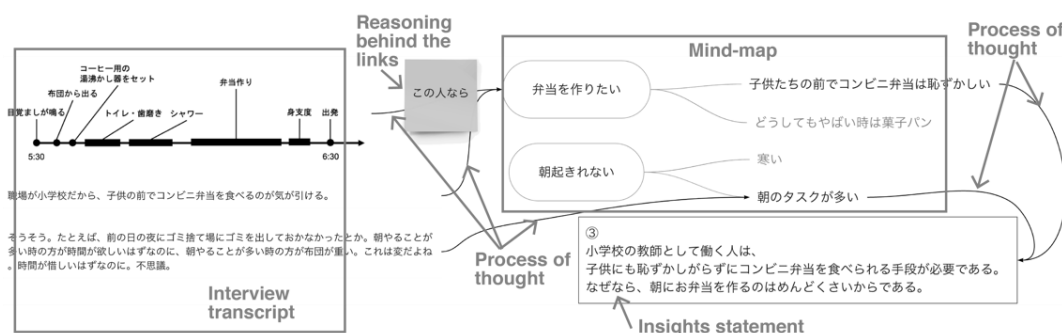 Reasoning
behind the
links
Process of
thought
Mind-map
コーヒー用の
湯沸かし器をセット
布団から出る
目覚ましが鳴る
トイレ・歯磨き
シャワー
弁当作り
身支度
出発
5:30
6:30
この人なら
弁当を作りたい
子供たちの前でコンビニ弁当は恥ずかしい
どうしてもやばい時は菓子パン
朝起きれない
寒い
朝のタスクが多い
職場が小学校だから、子供の前でコンビニ弁当を食べるのが気が引ける。
そうそう。たとえば、前の日の夜にゴミ捨て場にゴミを出しておかなかったとか。朝やることが
多い時の方が時間が欲しいはずなのに、朝やることが多い時の方が布団が重い。これは変だよね
。時間が惜しいはずなのに。不思議。
Interview
transcript
Process of
thought
③
小学校の教師として働く人は、
子供にも恥ずかしがらずにコンビニ弁当を食べられる手段が必要である。
なぜなら、朝にお弁当を作るのはめんどくさいからである。
Insights statement